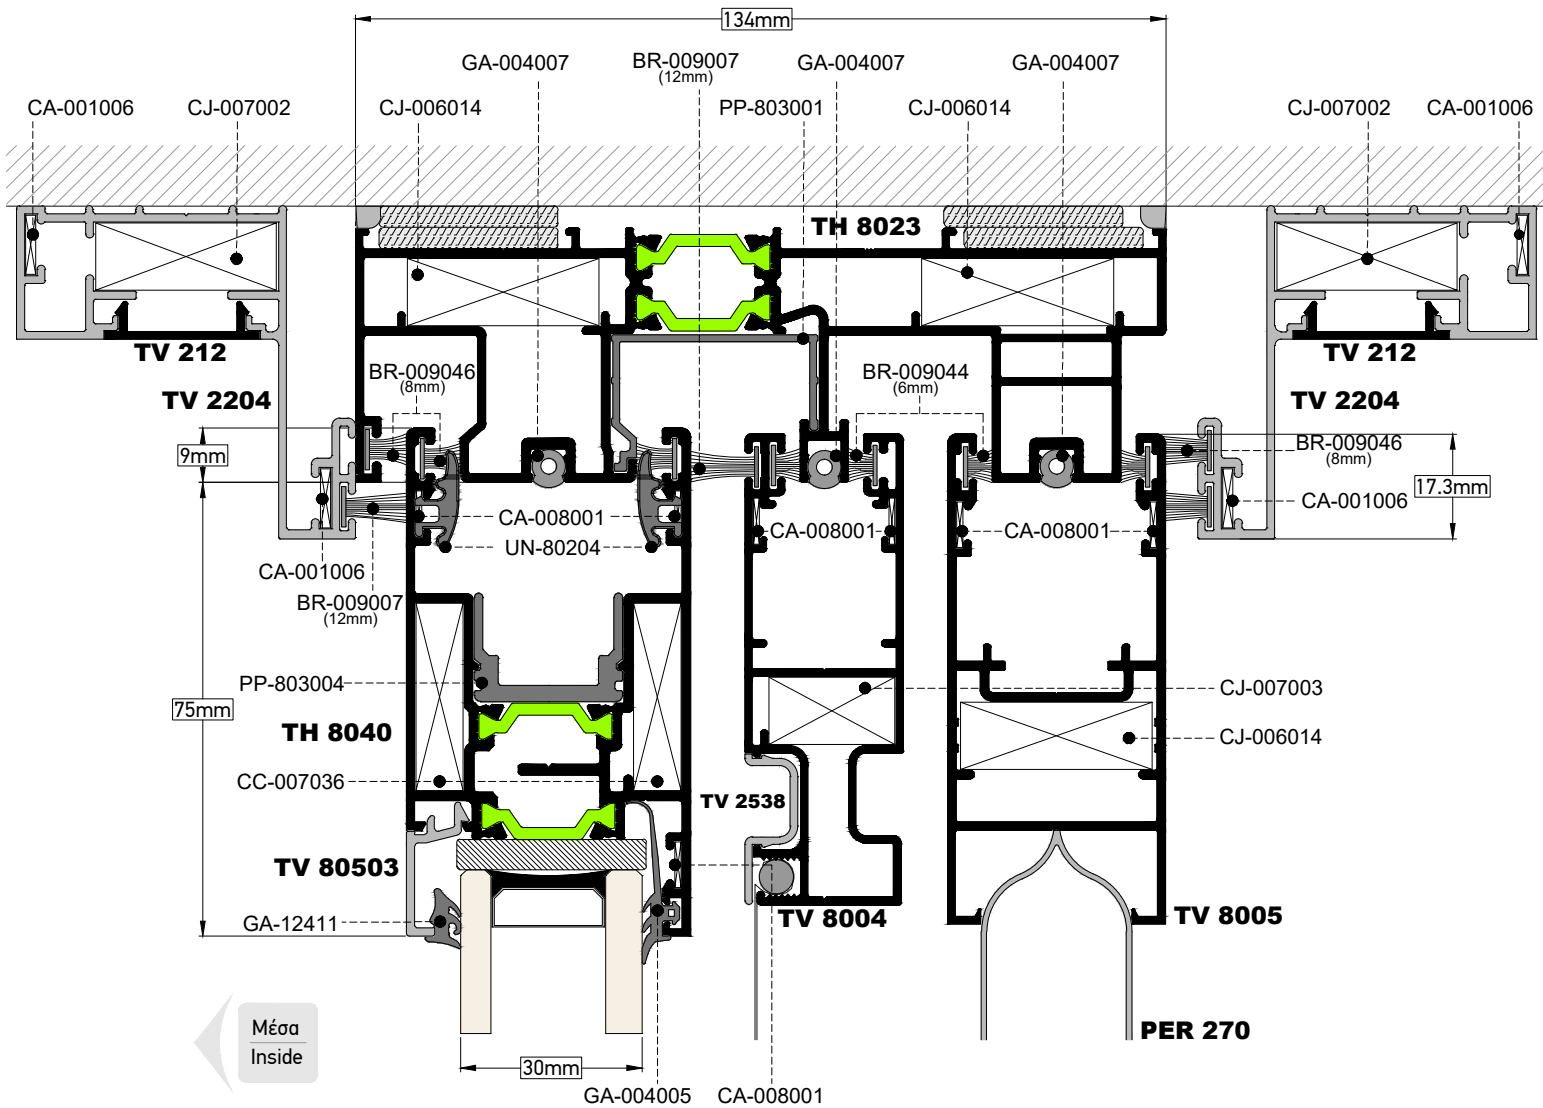 134mm
GA-004007
BR-009007
(12mm)
GA-004007
GA-004007
CA-001006
CJ-007002
CJ-006014
PP-803001
CJ-006014
CJ-007002
CA-001006
TH 8023
TV 212
TV 212
BR-009046
(8mm)
BR-009044
(6mm)
TV 2204
TV 2204
9mm
BR-009046
(8mm)
17.3mm
CA-001006
CA-008001
CA-008001
CA-008001
UN-80204
CA-001006
BR-009007
(12mm)
PP-803004
CJ-007003
75mm
TH 8040
CJ-006014
CC-007036
TV 2538
TV 80503
GA-12411
TV 8004
TV 8005
Μέσα
Inside
PER 270
30mm
GA-004005
CA-008001